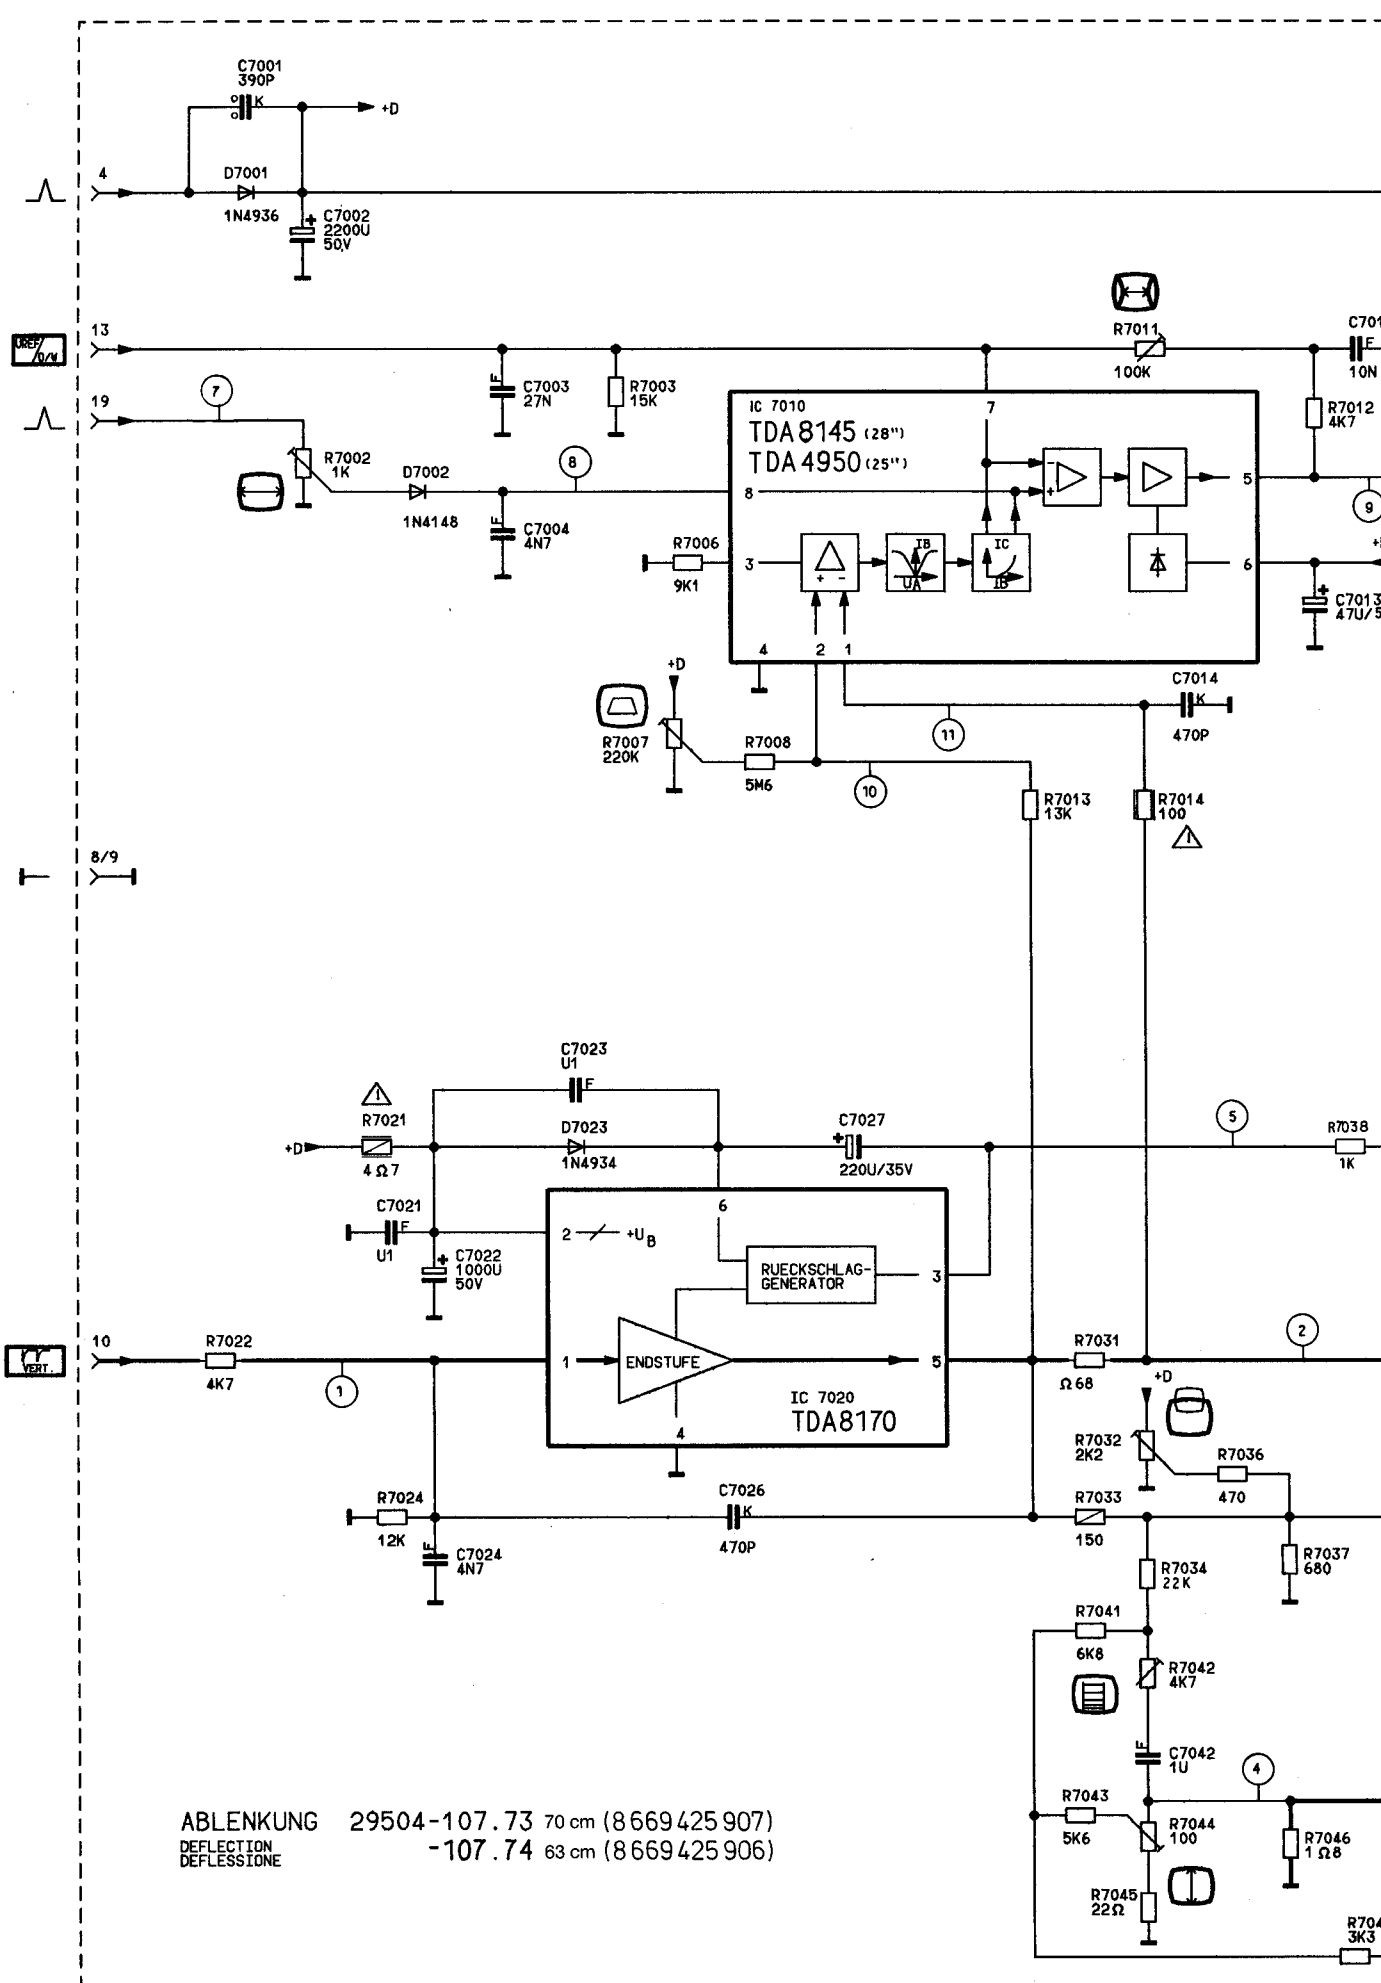 C7001
390P
K
+D
4
D7001
1N4936
+
C7002
2200U
50V
13
UREF/
O/W
R7011
100K
C701
F
10N
19
7
F
C7003
27N
R7003
15K
R7012
4K7
R7002
1K
D7002
1N4148
8
F
C7004
4N7
IC 7010
TDA8145 (28")
TDA4950 (25")
7
8
-
+
5
9
R7006
9K1
3
+ -
IB
UA
IC
IB
6
+
C7013
47U/5
4
2
1
+D
R7007
220K
R7008
5M6
10
11
C7014
K
470P
R7013
13K
R7014
100
8/9
C7023
U1
F
R7021
+D
4Ω7
D7023
1N4934
C7027
+
220U/35V
5
R7038
1K
C7021
F
U1
+
C7022
1000U
50V
6
2
+UB
RUECKSCHLAG-
GENERATOR
3
10
VERT.
R7022
4K7
1
1
ENDSTUFE
5
IC 7020
TDA8170
4
R7031
Ω68
2
+D
R7032
2K2
R7036
470
R7024
12K
F
C7024
4N7
C7026
K
470P
R7033
150
R7034
22K
R7037
680
R7041
6K8
R7042
4K7
F
C7042
1U
4
R7043
5K6
R7044
100
R7046
1Ω8
R7045
22Ω
R704
3K3
ABLENKUNG 29504-107.73 70 cm (8669425907)
DEFLECTION
DEFLESSIONE
-107.74 63 cm (8669425906)